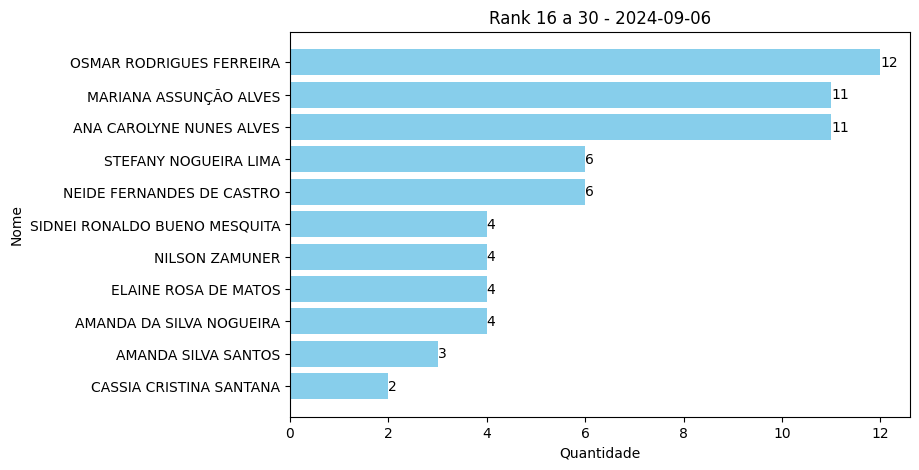 Rank 16 a 30 - 2024-09-06
OSMAR RODRIGUES FERREIRA 12
MARIANA ASSUNÇÃO ALVES 11
ANA CAROLYNE NUNES ALVES 11
STEFANY NOGUEIRA LIMA 6
NEIDE FERNANDES DE CASTRO 6
SIDNEI RONALDO BUENO MESQUITA 4
NILSON ZAMUNER 4
ELAINE ROSA DE MATOS 4
AMANDA DA SILVA NOGUEIRA 4
AMANDA SILVA SANTOS 3
CASSIA CRISTINA SANTANA 2
Nome
0 2 4 6 8 10 12
Quantidade